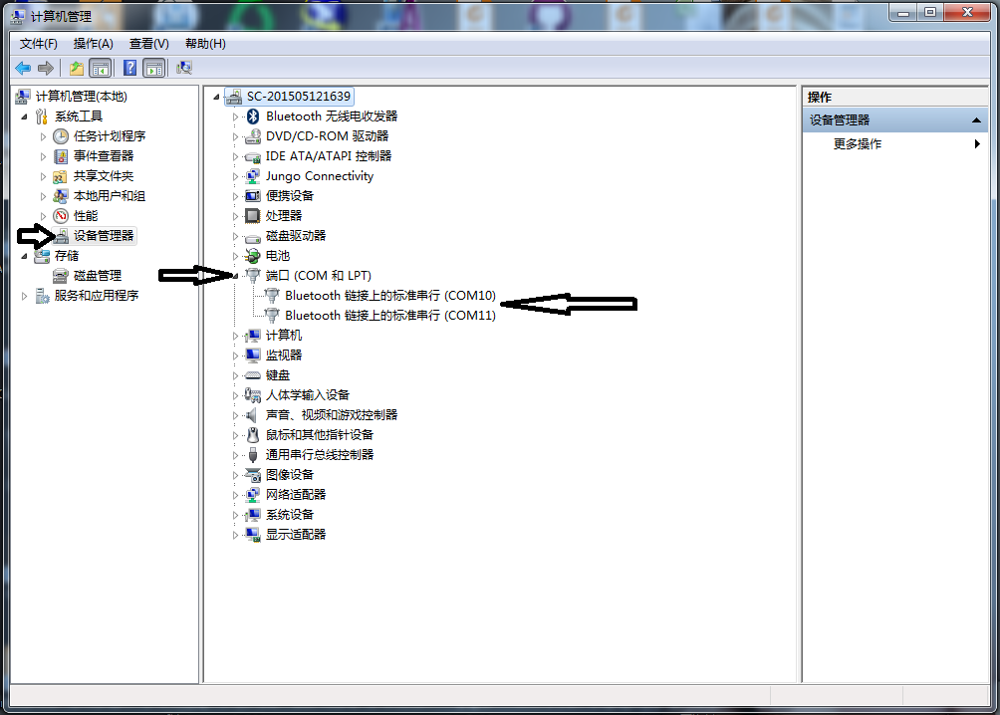 计算机管理
文件(F) 操作(A) 查看(V) 帮助(H)
计算机管理(本地)
系统工具
任务计划程序
事件查看器
共享文件夹
本地用户和组
性能
设备管理器
存储
磁盘管理
服务和应用程序
SC-201505121639
Bluetooth 无线电收发器
DVD/CD-ROM 驱动器
IDE ATA/ATAPI 控制器
Jungo Connectivity
便携设备
处理器
磁盘驱动器
电池
端口 (COM 和 LPT)
Bluetooth 链接上的标准串行 (COM10)
Bluetooth 链接上的标准串行 (COM11)
计算机
监视器
键盘
人体学输入设备
声音、视频和游戏控制器
鼠标和其他指针设备
通用串行总线控制器
图像设备
网络适配器
系统设备
显示适配器
操作
设备管理器
更多操作